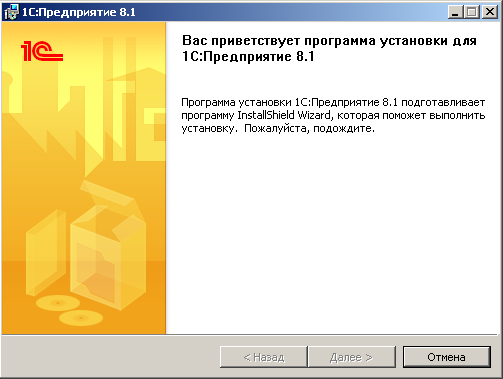 1С:Предприятие 8.1
1С
Вас приветствует программа установки для
1С:Предприятие 8.1
Программа установки 1С:Предприятие 8.1 подготавливает
программу InstallShield Wizard, которая поможет выполнить
установку. Пожалуйста, подождите.
< Назад
Далее >
Отмена